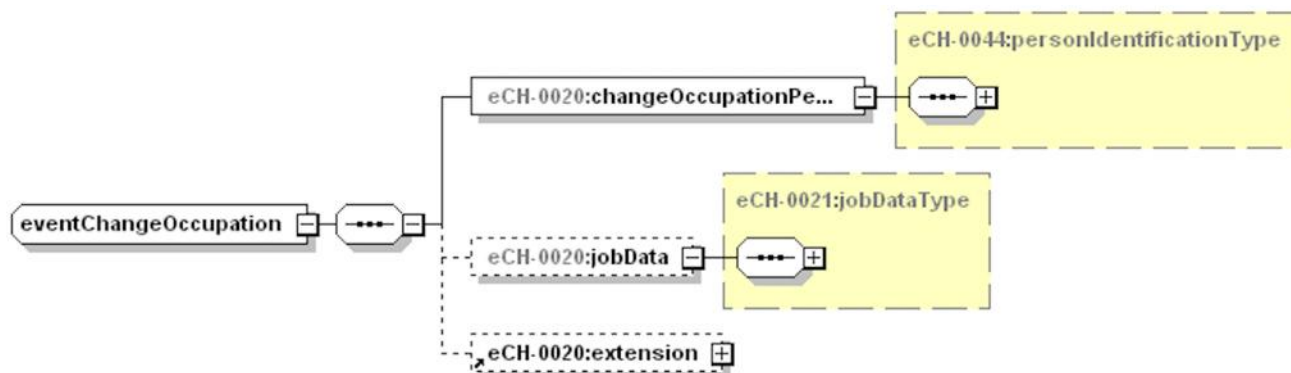 eCH-0044:personIdentificationType
eCH-0020:changeOccupationPe...
eCH-0021:jobDataType
eventChangeOccupation
eCH-0020:jobData
eCH-0020:extension